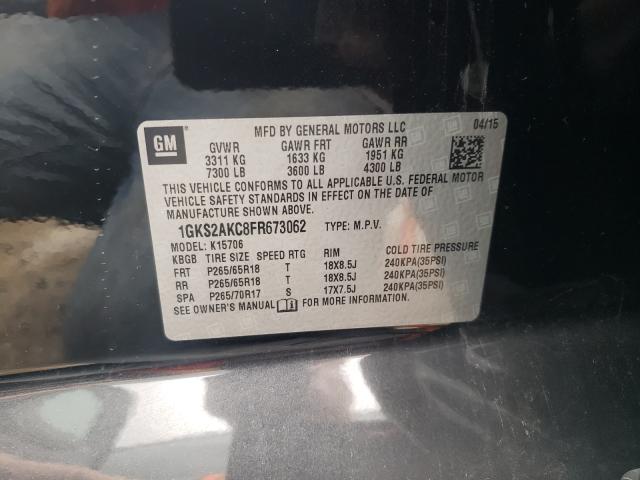 GM
MFD BY GENERAL MOTORS LLC 04/15
GVWR GAWR FRT GAWR RR
3311 KG 1633 KG 1951 KG
7300 LB 3600 LB 4300 LB
THIS VEHICLE CONFORMS TO ALL APPLICABLE U.S. FEDERAL MOTOR
VEHICLE SAFETY STANDARDS IN EFFECT ON THE DATE OF
MANUFACTURE SHOWN ABOVE.
1GKS2AKC8FR673062 TYPE: M.P.V.
MODEL: K15706
KBGB TIRE SIZE SPEED RTG RIM COLD TIRE PRESSURE
FRT P265/65R18 T 18X8.5J 240KPA(35PSI)
RR P265/65R18 T 18X8.5J 240KPA(35PSI)
SPA P265/70R17 S 17X7.5J 240KPA(35PSI)
SEE OWNER'S MANUAL FOR MORE INFORMATION.